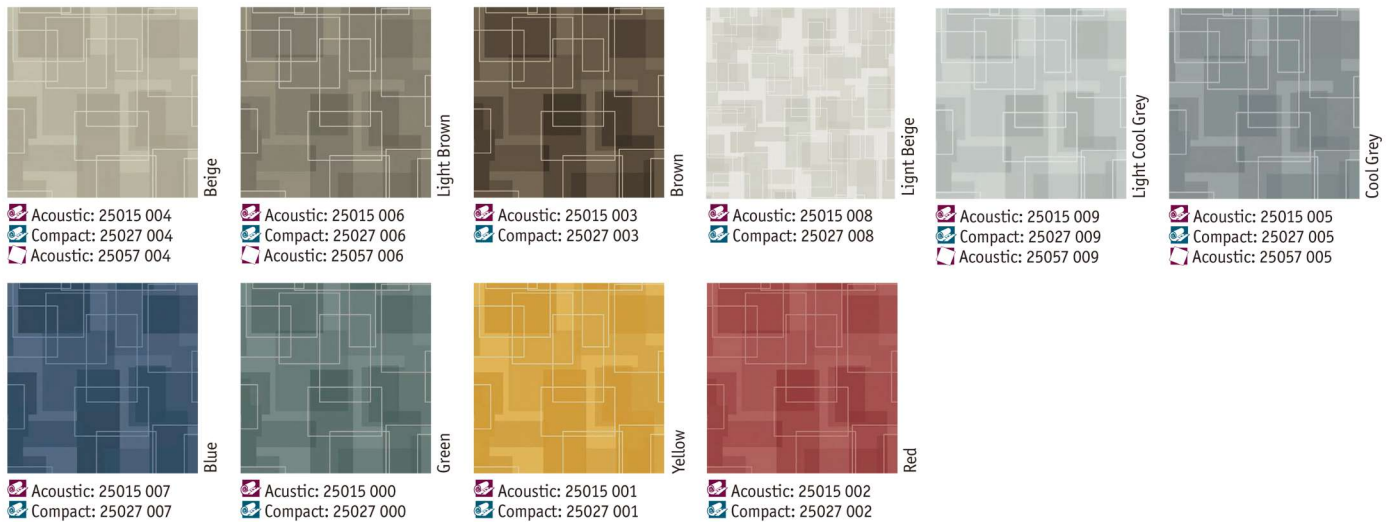 Beige
Acoustic: 25015 004
Compact: 25027 004
Acoustic: 25057 004
Light Brown
Acoustic: 25015 006
Compact: 25027 006
Acoustic: 25057 006
Brown
Acoustic: 25015 003
Compact: 25027 003
Lignt Beige
Acoustic: 25015 008
Compact: 25027 008
Light Cool Grey
Acoustic: 25015 009
Compact: 25027 009
Acoustic: 25057 009
Cool Grey
Acoustic: 25015 005
Compact: 25027 005
Acoustic: 25057 005
Blue
Acoustic: 25015 007
Compact: 25027 007
Green
Acustic: 25015 000
Compact: 25027 000
Yellow
Acoustic: 25015 001
Compact: 25027 001
Red
Acoustic: 25015 002
Compact: 25027 002